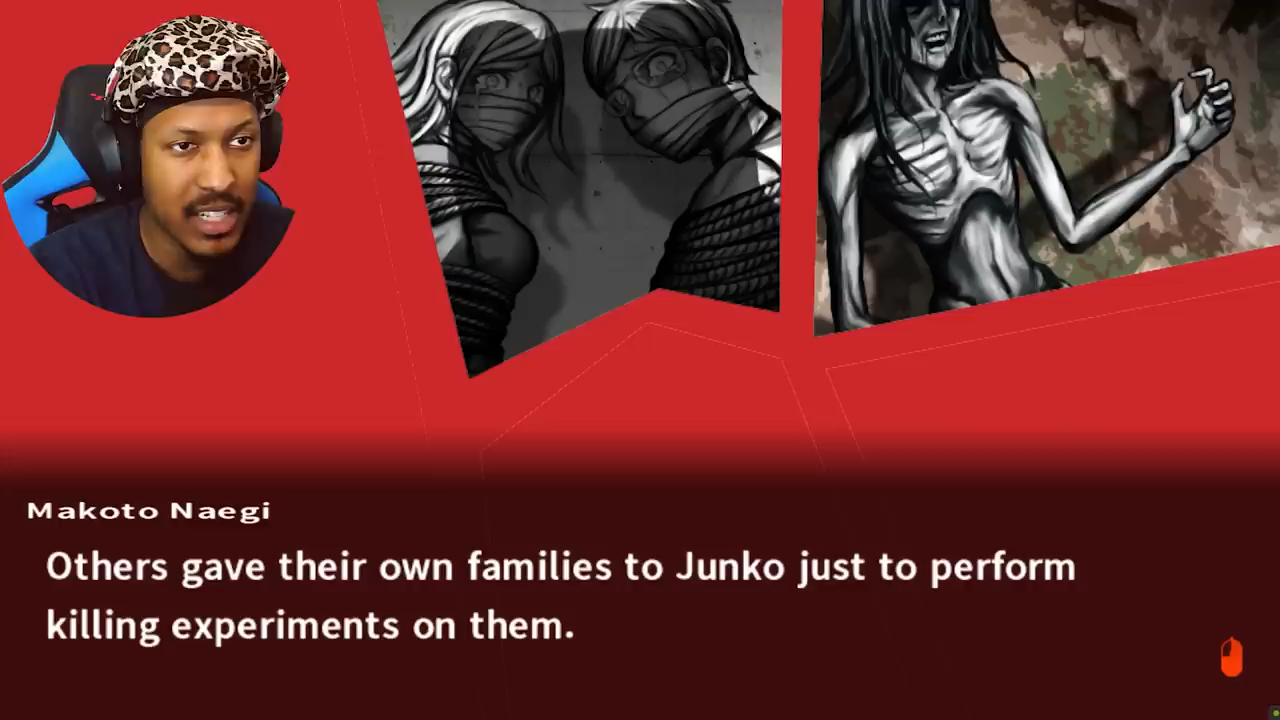 Makoto Naegi
Others gave their own families to Junko just to perform
killing experiments on them.